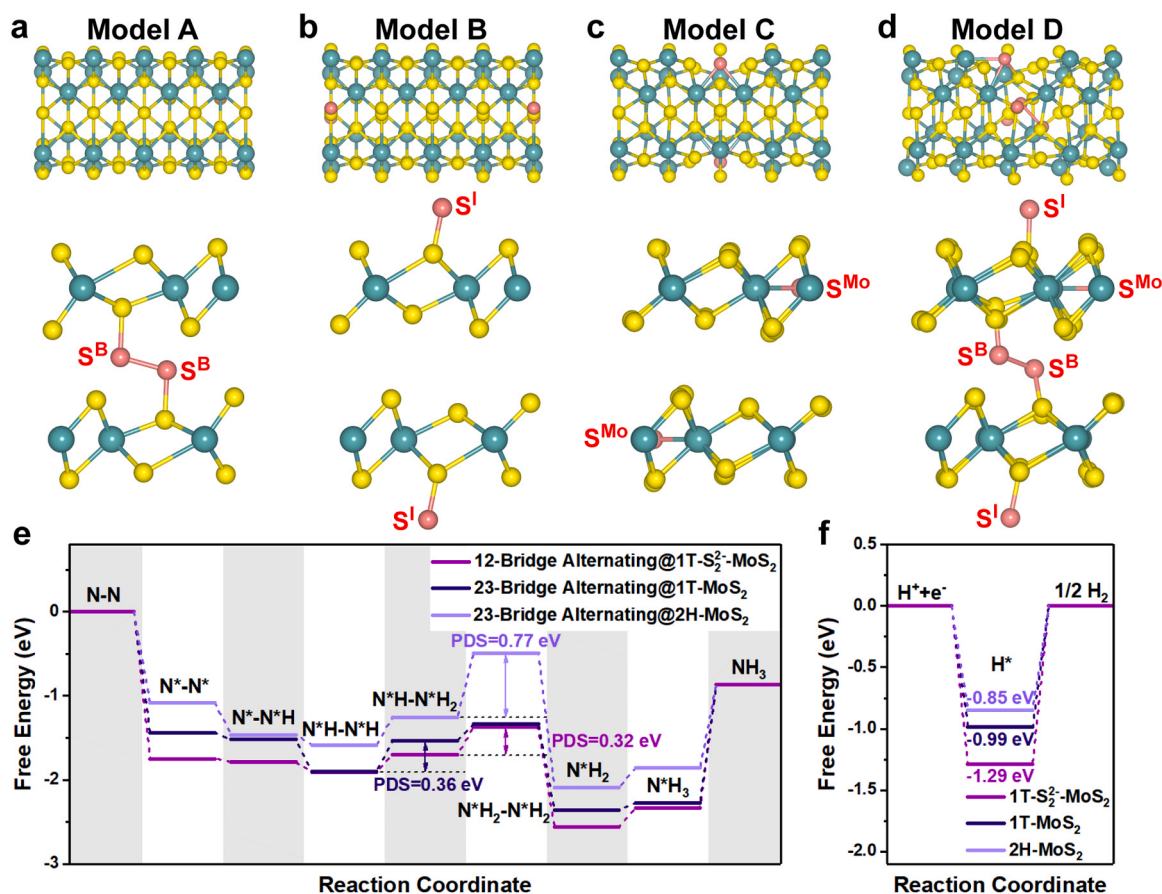 a Model A
b Model B
c Model C
d Model D
S^B
S^B
S^I
S^I
S^Mo
S^Mo
S^I
S^Mo
S^B
S^B
S^I
e
Free Energy (eV)
0
-1
-2
-3
12-Bridge Alternating@1T-S₂²⁻-MoS₂
23-Bridge Alternating@1T-MoS₂
23-Bridge Alternating@2H-MoS₂
N-N
N*-N*
N*-N*H
N*H-N*H
N*H-N*H₂
N*H₂-N*H₂
N*H₂
N*H₃
NH₃
PDS=0.77 eV
PDS=0.32 eV
PDS=0.36 eV
Reaction Coordinate
f
Free Energy (eV)
0.5
0.0
-0.5
-1.0
-1.5
-2.0
H⁺+e⁻
H*
1/2 H₂
-0.85 eV
-0.99 eV
-1.29 eV
1T-S₂²⁻-MoS₂
1T-MoS₂
2H-MoS₂
Reaction Coordinate